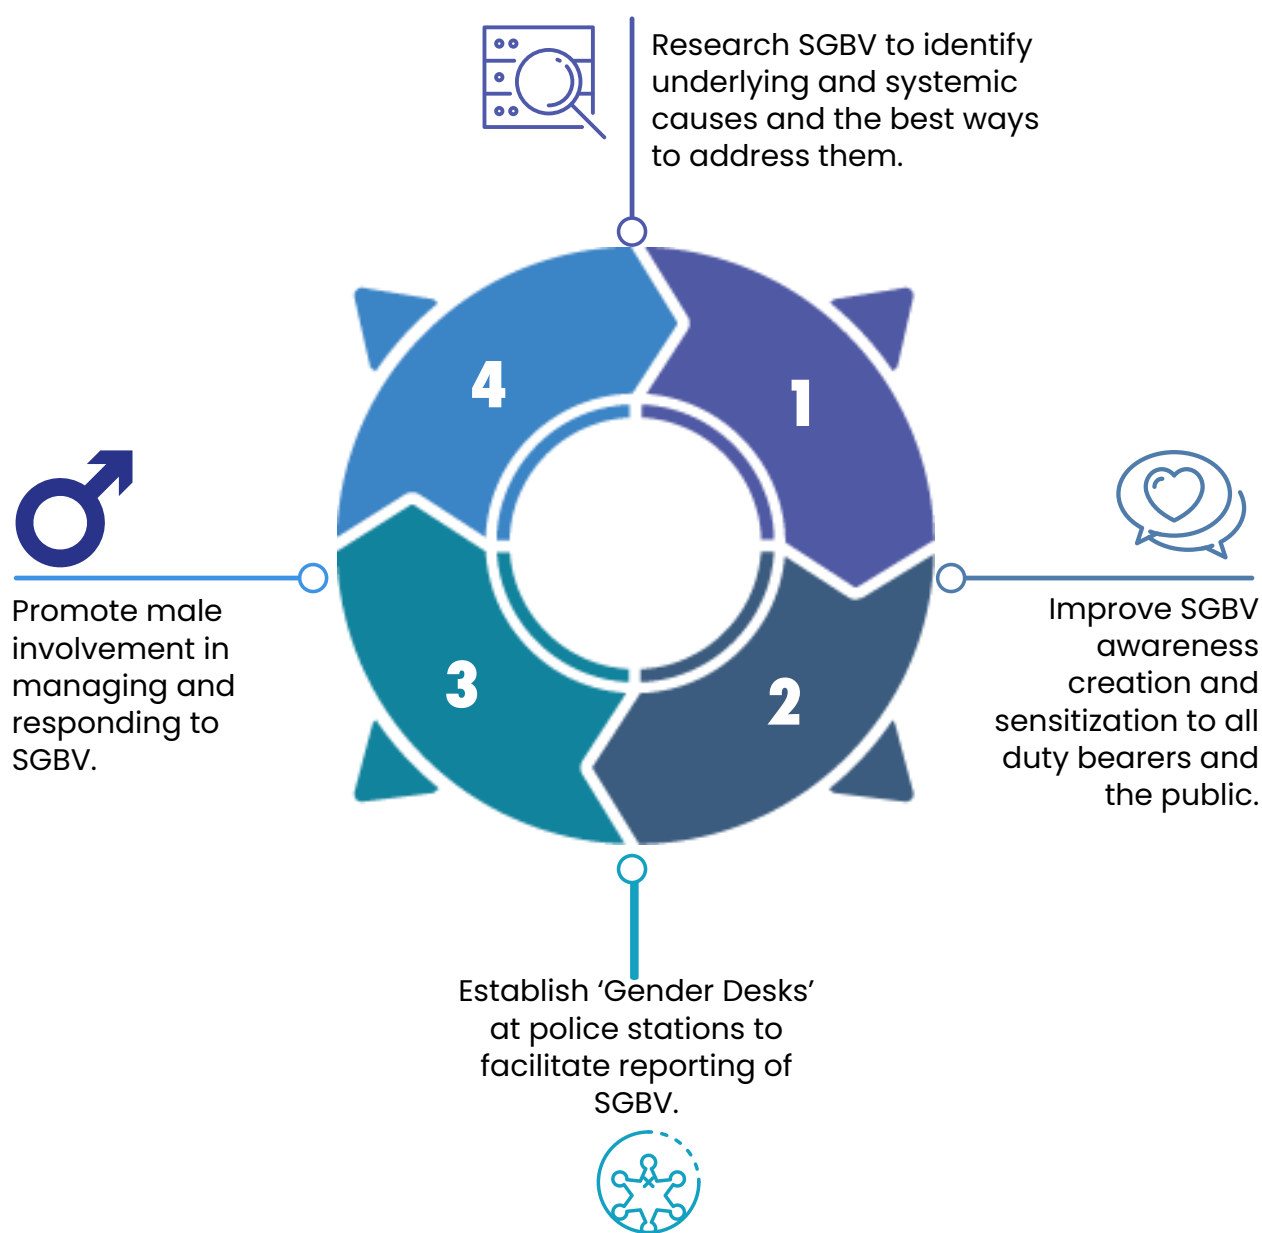 Research SGBV to identify
underlying and systemic
causes and the best ways
to address them.
4
1
Promote male
involvement in
managing and
responding to
SGBV.
Improve SGBV
awareness
creation and
sensitization to all
duty bearers and
the public.
3
2
Establish ‘Gender Desks’
at police stations to
facilitate reporting of
SGBV.